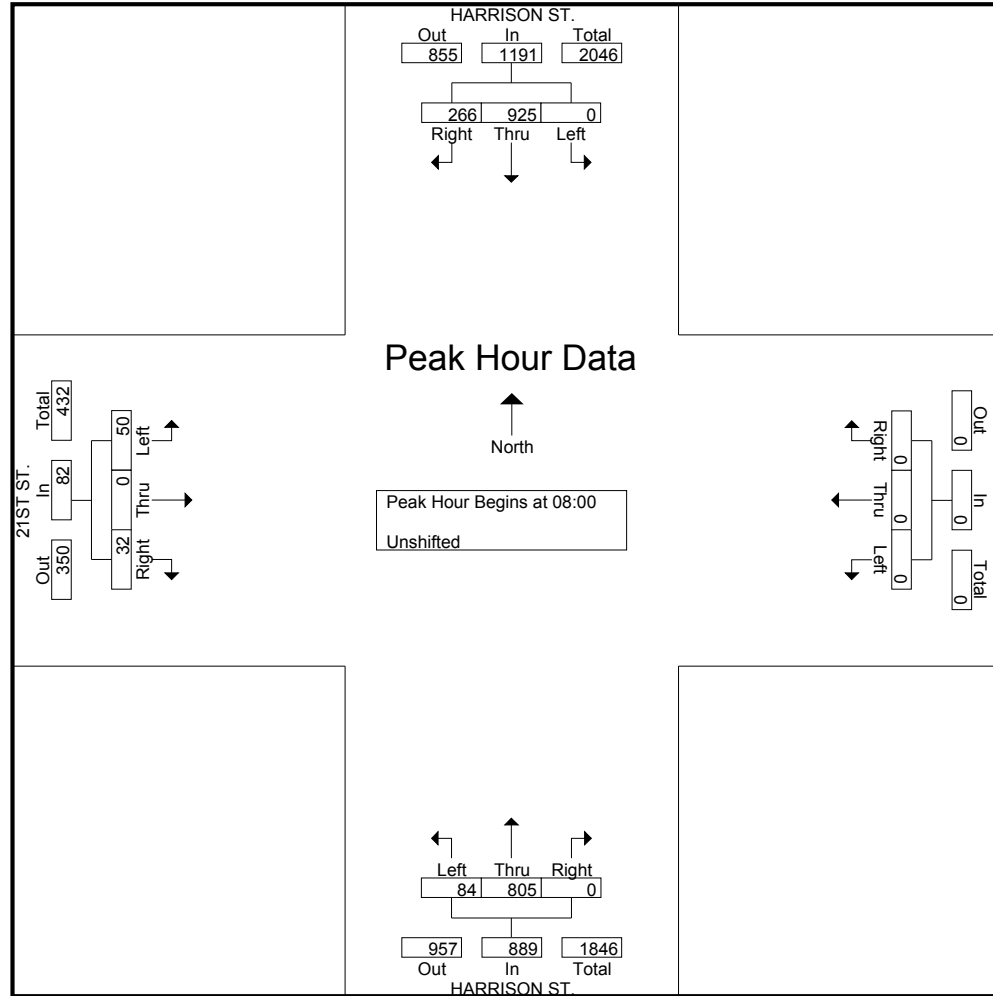 HARRISON ST.
Out In Total
855 1191 2046
266 925 0
Right Thru Left
Peak Hour Data
North
Peak Hour Begins at 08:00
Unshifted
21ST ST.
Total In Out
432 82 350
50 0 32
Left Thru Right
Right Thru Left
0 0 0
Out In Total
0 0 0
Left Thru Right
84 805 0
957 889 1846
Out In Total
HARRISON ST.